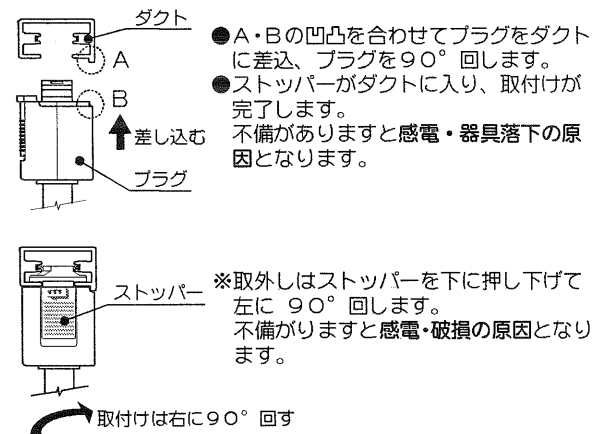 ダクト
A
B
差し込む
プラグ
●A・Bの凹凸を合わせてプラグをダクト
に差込、プラグを90°回します。
●ストッパーがダクトに入り、取付けが
完了します。
不備がありますと感電・器具落下の原
因となります。
ストッパー
※取外しはストッパーを下に押し下げて
左に 90°回します。
不備がりますと感電・破損の原因となり
ます。
取付けは右に90°回す